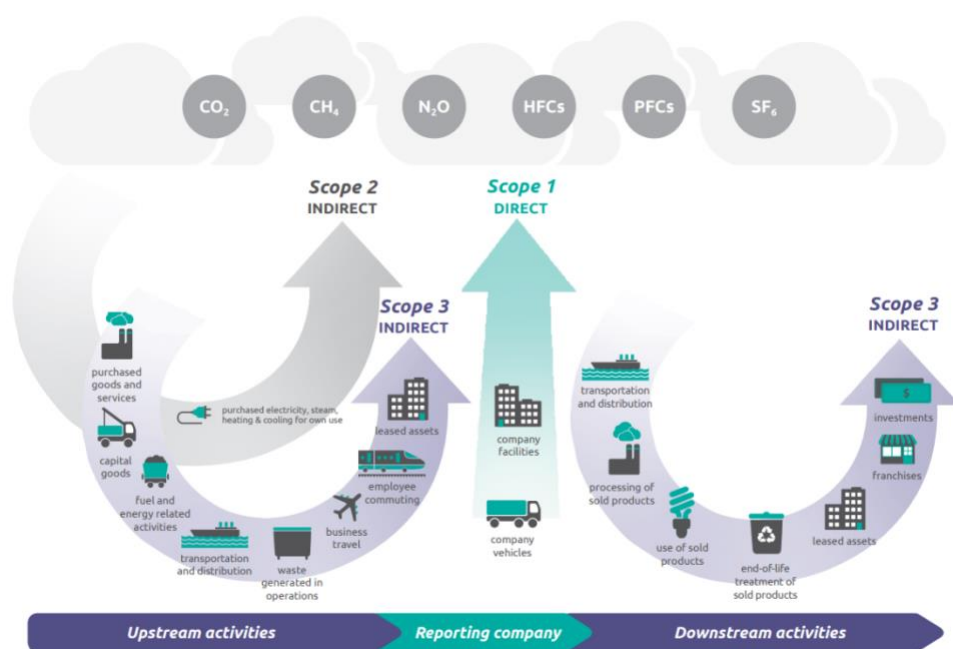 CO₂ CH₄ N₂O HFCs PFCs SF₆
Scope 2
INDIRECT
Scope 1
DIRECT
Scope 3
INDIRECT
Scope 3
INDIRECT
purchased
goods and
services
capital
goods
fuel and
energy related
activities
transportation
and distribution
waste
generated in
operations
business
travel
employee
commuting
leased assets
purchased electricity, steam,
heating & cooling for own use
company
facilities
company
vehicles
transportation
and distribution
processing of
sold products
use of sold
products
end-of-life
treatment of
sold products
leased assets
franchises
investments
$
Upstream activities
Reporting company
Downstream activities